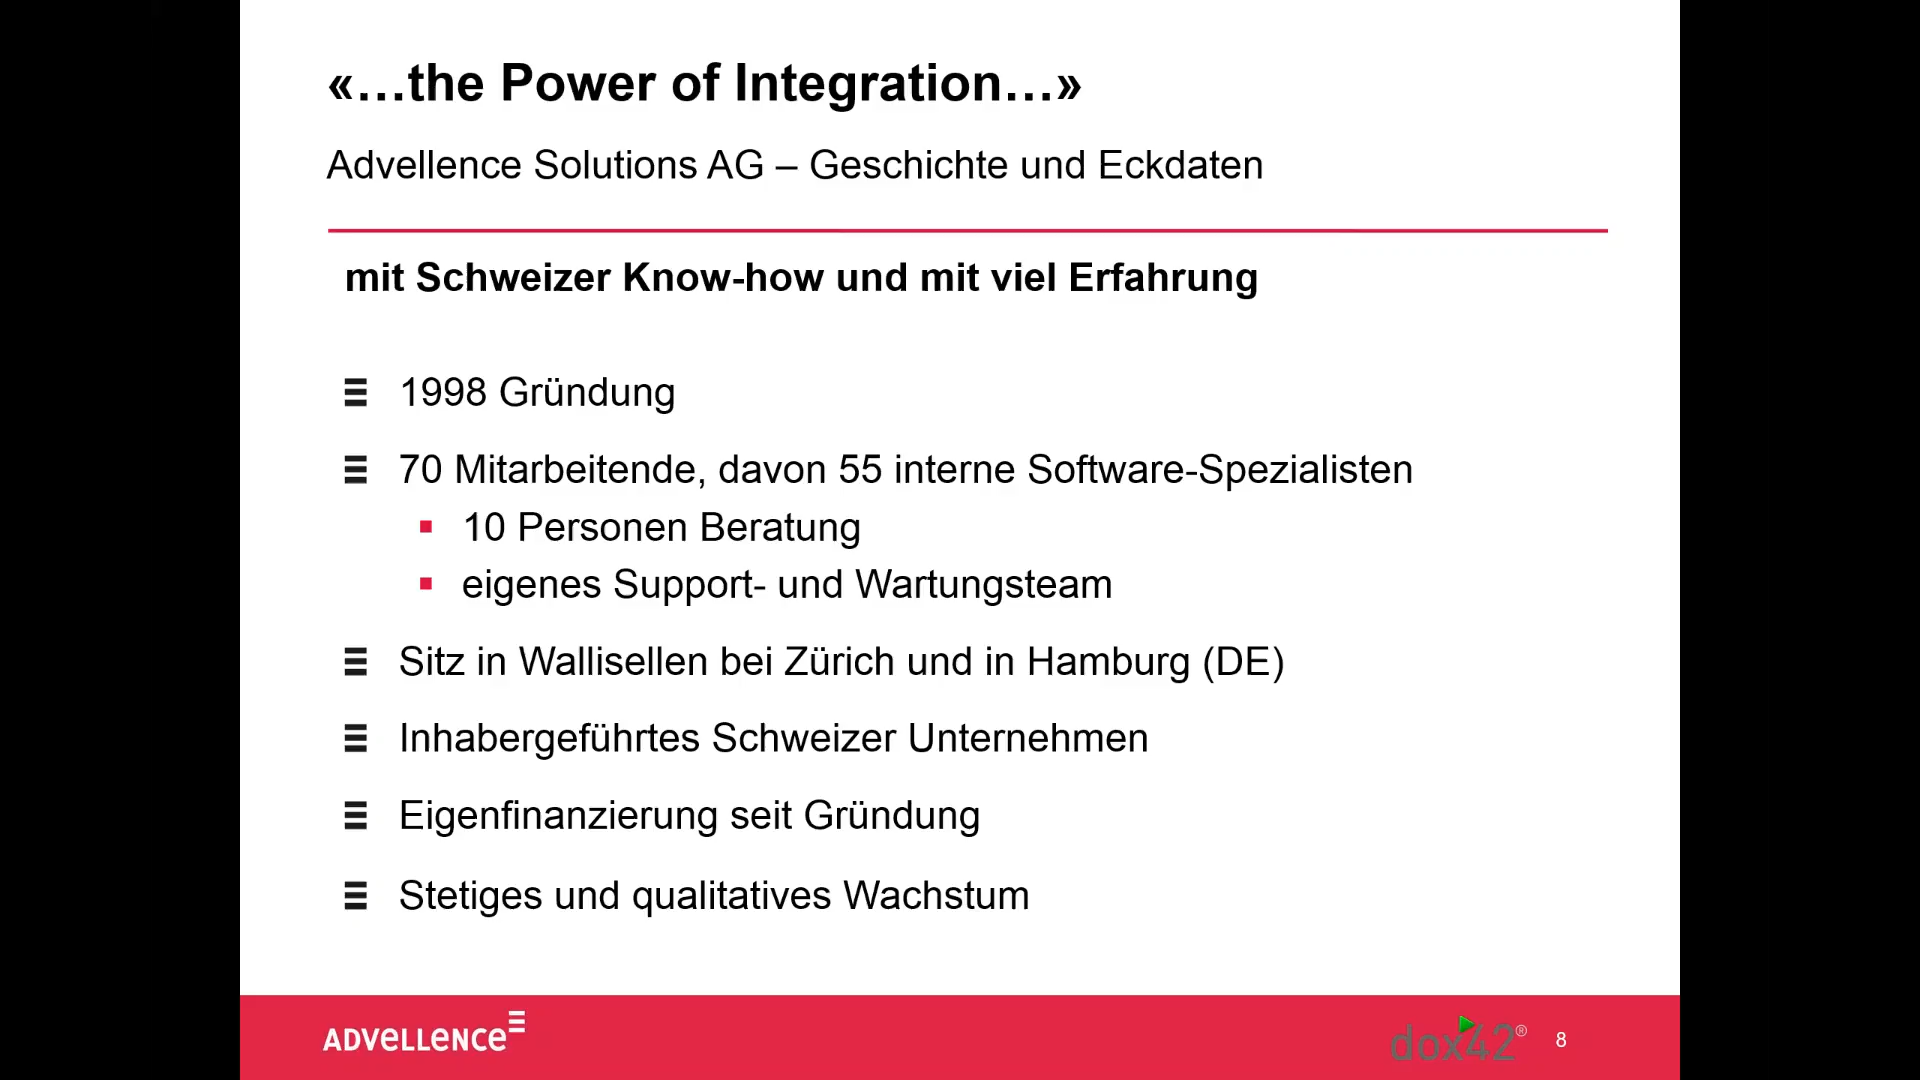 «…the Power of Integration…»
Advellence Solutions AG – Geschichte und Eckdaten
mit Schweizer Know-how und mit viel Erfahrung
1998 Gründung
70 Mitarbeitende, davon 55 interne Software-Spezialisten
10 Personen Beratung
eigenes Support- und Wartungsteam
Sitz in Wallisellen bei Zürich und in Hamburg (DE)
Inhabergeführtes Schweizer Unternehmen
Eigenfinanzierung seit Gründung
Stetiges und qualitatives Wachstum
ADVELLENCE
dox42®
8